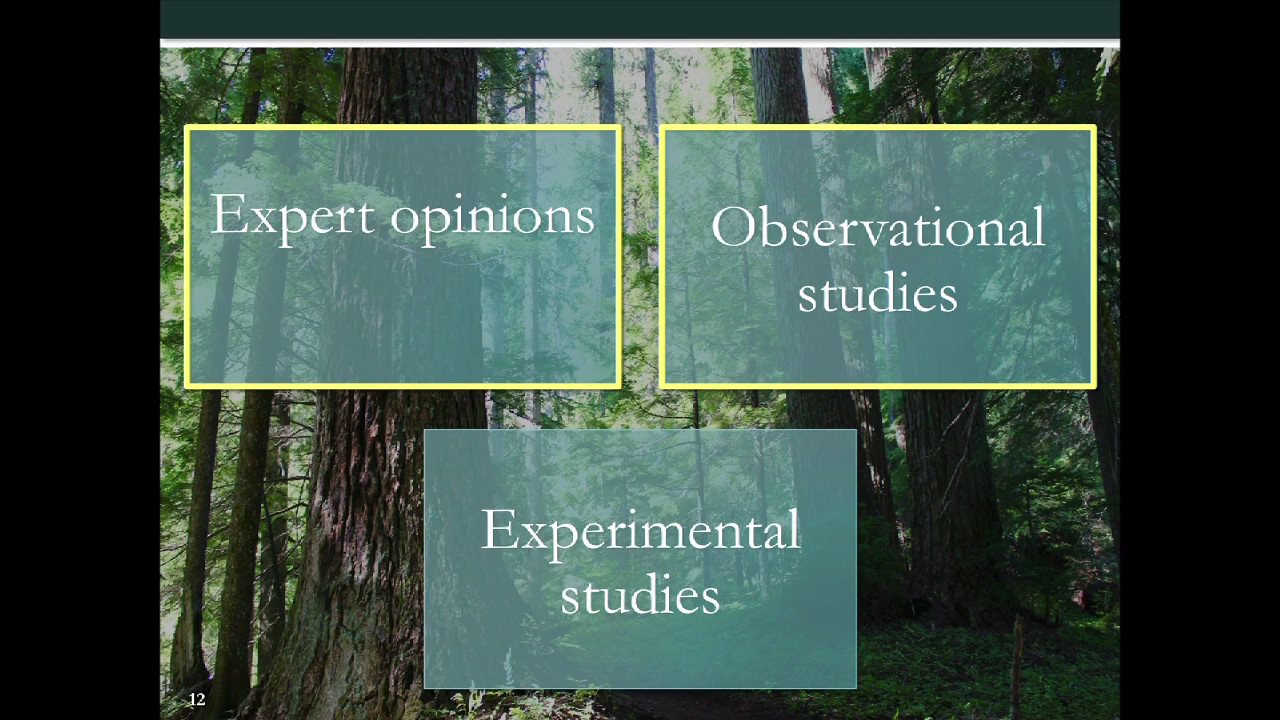 Expert opinions
Observational
studies
Experimental
studies
12